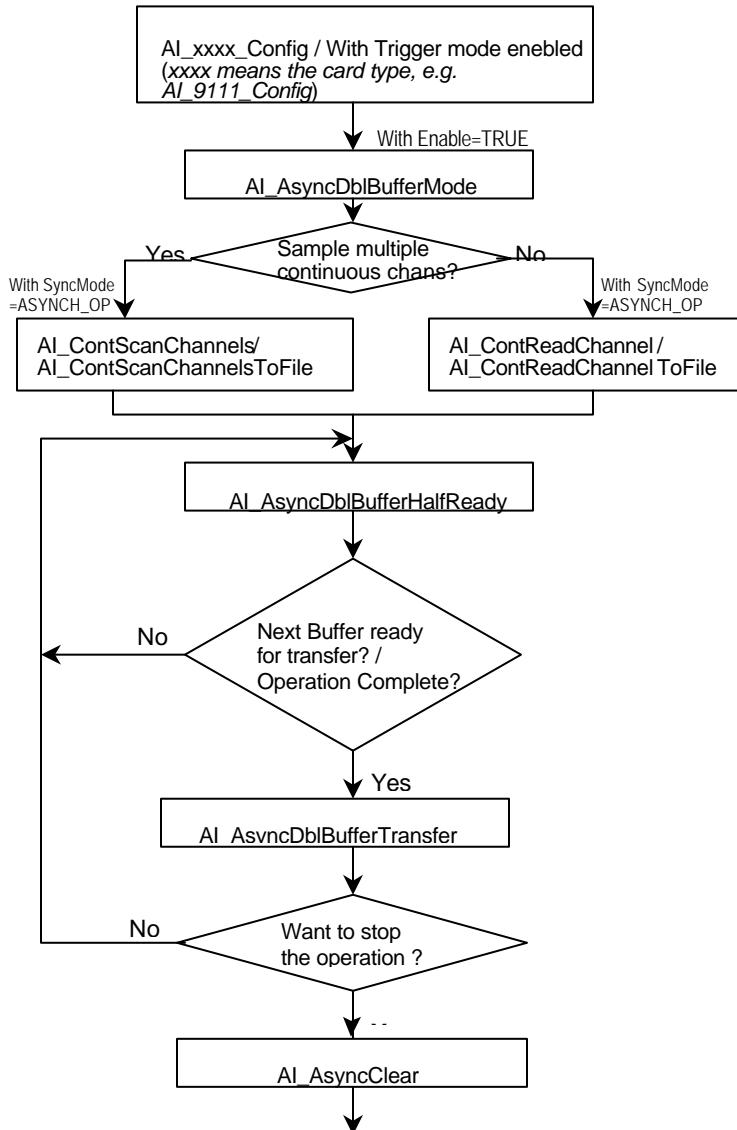 AI_xxxx_Config / With Trigger mode enebled
(xxxx means the card type, e.g.
AI_9111_Config)
With Enable=TRUE
AI_AsyncDblBufferMode
Yes
Sample multiple
continuous chans?
No
With SyncMode
=ASYNCH_OP
With SyncMode
=ASYNCH_OP
AI_ContScanChannels/
AI_ContScanChannelsToFile
AI_ContReadChannel /
AI_ContReadChannel ToFile
AI_AsyncDblBufferHalfReady
No
Next Buffer ready
for transfer? /
Operation Complete?
Yes
AI_AsyncDblBufferTransfer
No
Want to stop
the operation ?
AI_AsyncClear